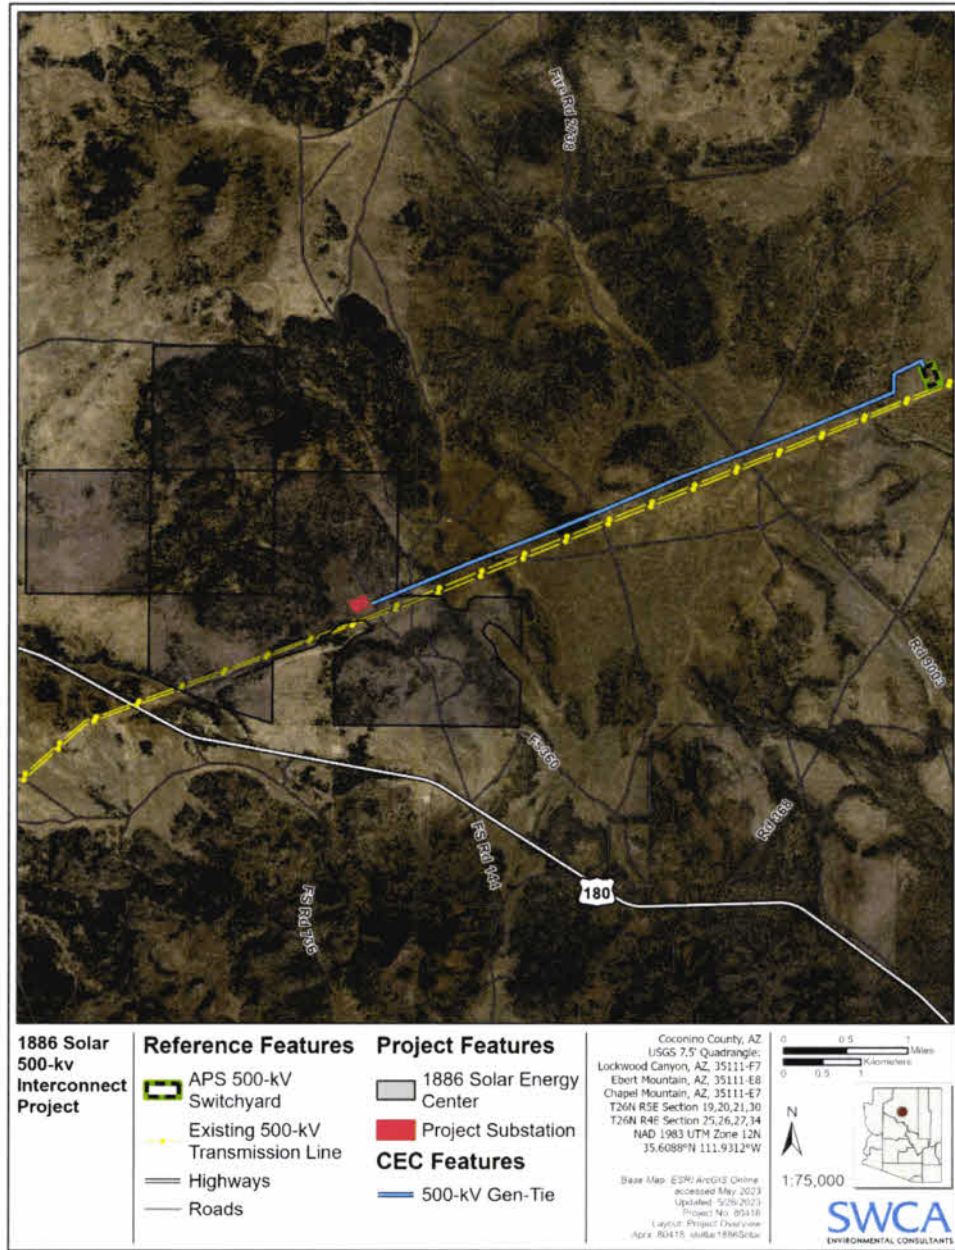 Fire Rd 2738
Rd 9003
FS 360
Rd 368
FS Rd 144
180
FS Rd 756
1886 Solar
500-kv
Interconnect
Project
Reference Features
APS 500-kV
Switchyard
Existing 500-kV
Transmission Line
Highways
Roads
Project Features
1886 Solar Energy
Center
Project Substation
CEC Features
500-kV Gen-Tie
Coconino County, AZ
USGS 7.5' Quadrangle:
Lockwood Canyon, AZ, 35111-F7
Ebert Mountain, AZ, 35111-E8
Chapel Mountain, AZ, 35111-E7
T26N R5E Section 19,20,21,30
T26N R4E Section 25,26,27,34
NAD 1983 UTM Zone 12N
35.6088°N 111.9312°W
Base Map: ESRI ArcGIS Online
accessed May 2023
Updated: 5/26/2023
Project No. 80418
Layout: Project Overview
Aprx: 80418
0 0.5 1
Miles
Kilometers
0 0.5 1
N
1:75,000
SWCA
ENVIRONMENTAL CONSULTANTS